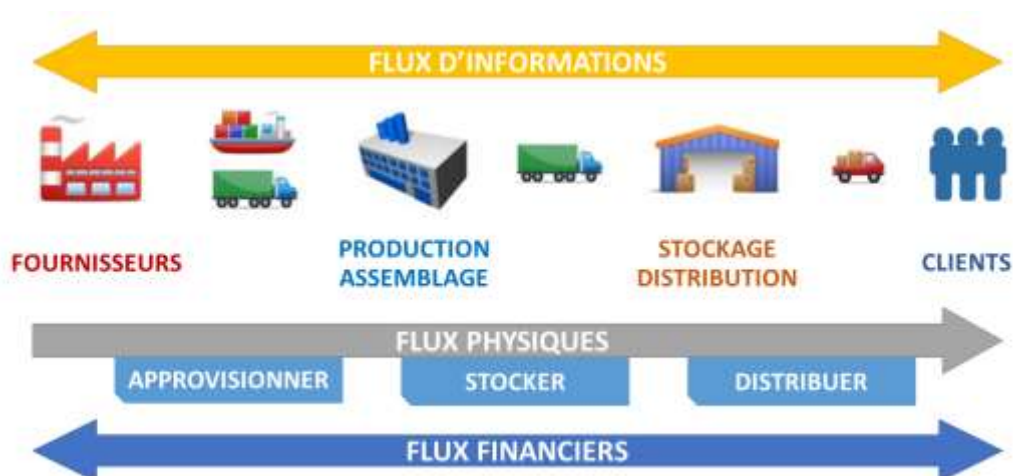 FLUX D'INFORMATIONS
FOURNISSEURS
PRODUCTION
ASSEMBLAGE
STOCKAGE
DISTRIBUTION
CLIENTS
FLUX PHYSIQUES
APPROVISIONNER
STOCKER
DISTRIBUER
FLUX FINANCIERS